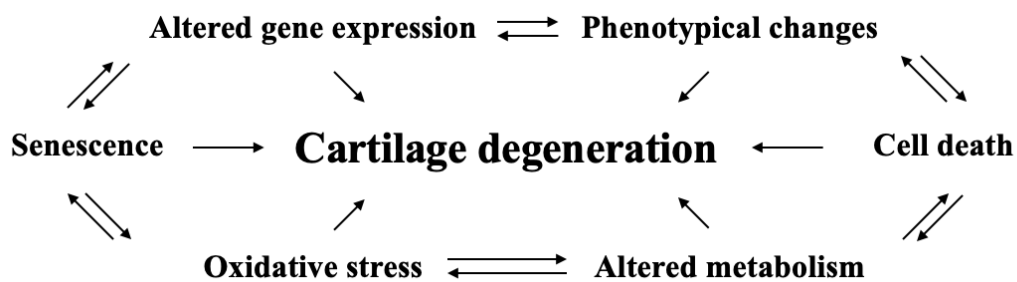 Altered gene expression
Phenotypical changes
Senescence
Cartilage degeneration
Cell death
Oxidative stress
Altered metabolism